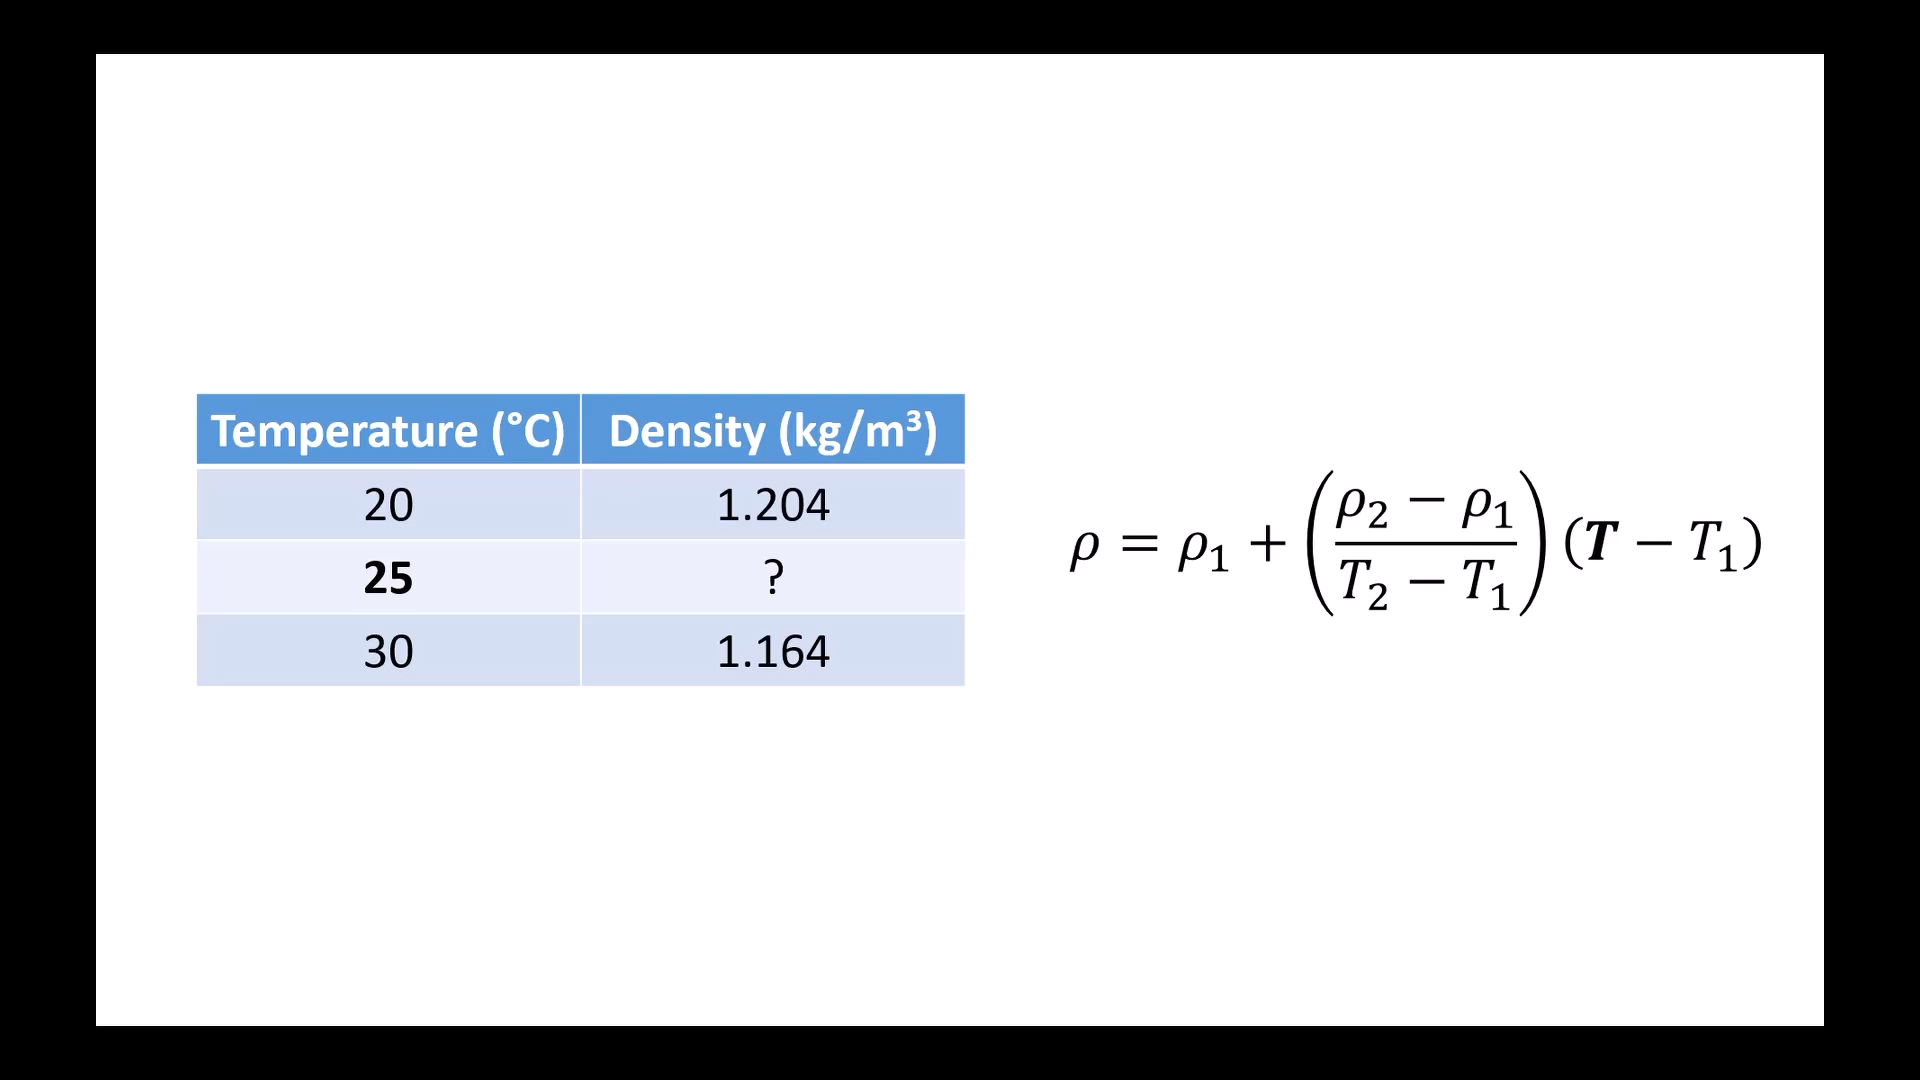 Temperature (°C) Density (kg/m³)
20 1.204
25 ?
30 1.164
ρ = ρ₁ + ((ρ₂ − ρ₁)/(T₂ − T₁)) (T − T₁)